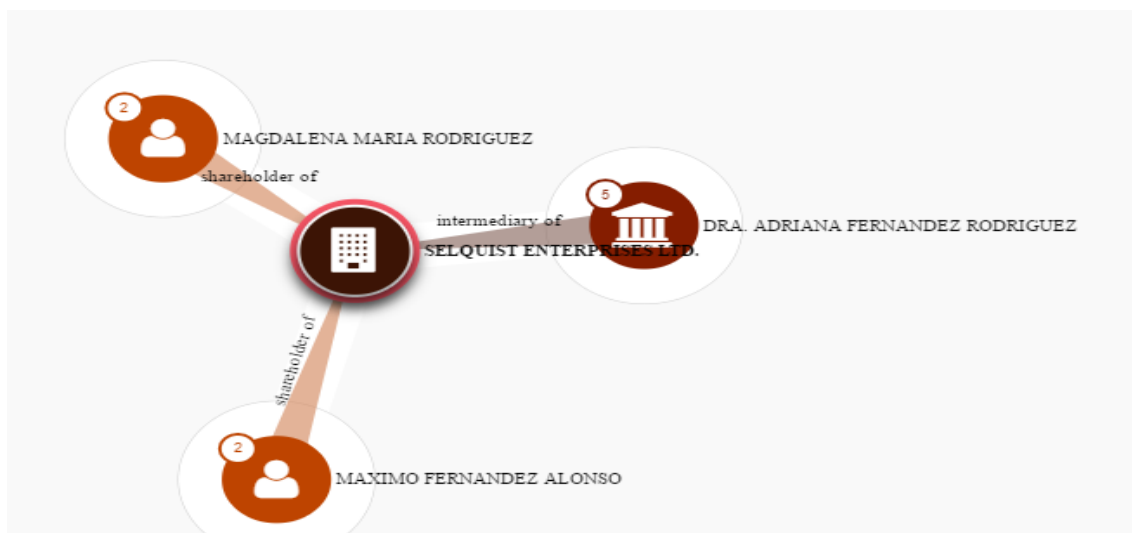 2
MAGDALENA MARIA RODRIGUEZ
shareholder of
5
intermediary of
DRA. ADRIANA FERNANDEZ RODRIGUEZ
SELQUIST ENTERPRISES LTD.
shareholder of
2
MAXIMO FERNANDEZ ALONSO